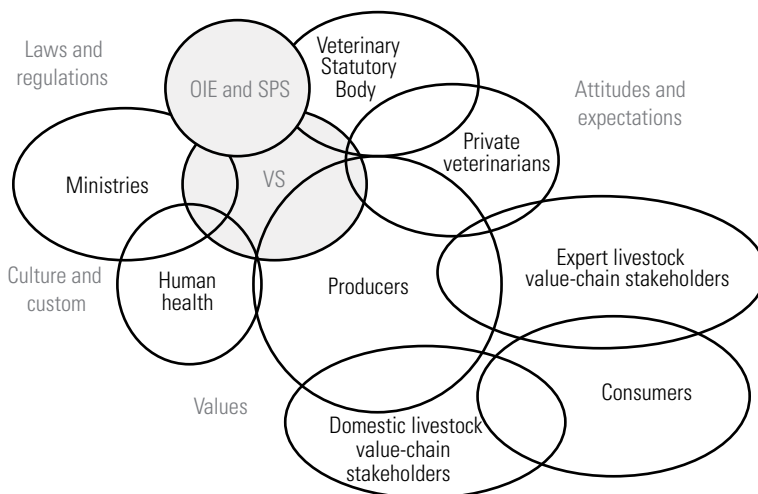 Laws and
regulations
OIE and SPS
Veterinary
Statutory
Body
Attitudes and
expectations
Private
veterinarians
Ministries
VS
Expert livestock
value-chain stakeholders
Culture and
custom
Human
health
Producers
Consumers
Values
Domestic livestock
value-chain
stakeholders